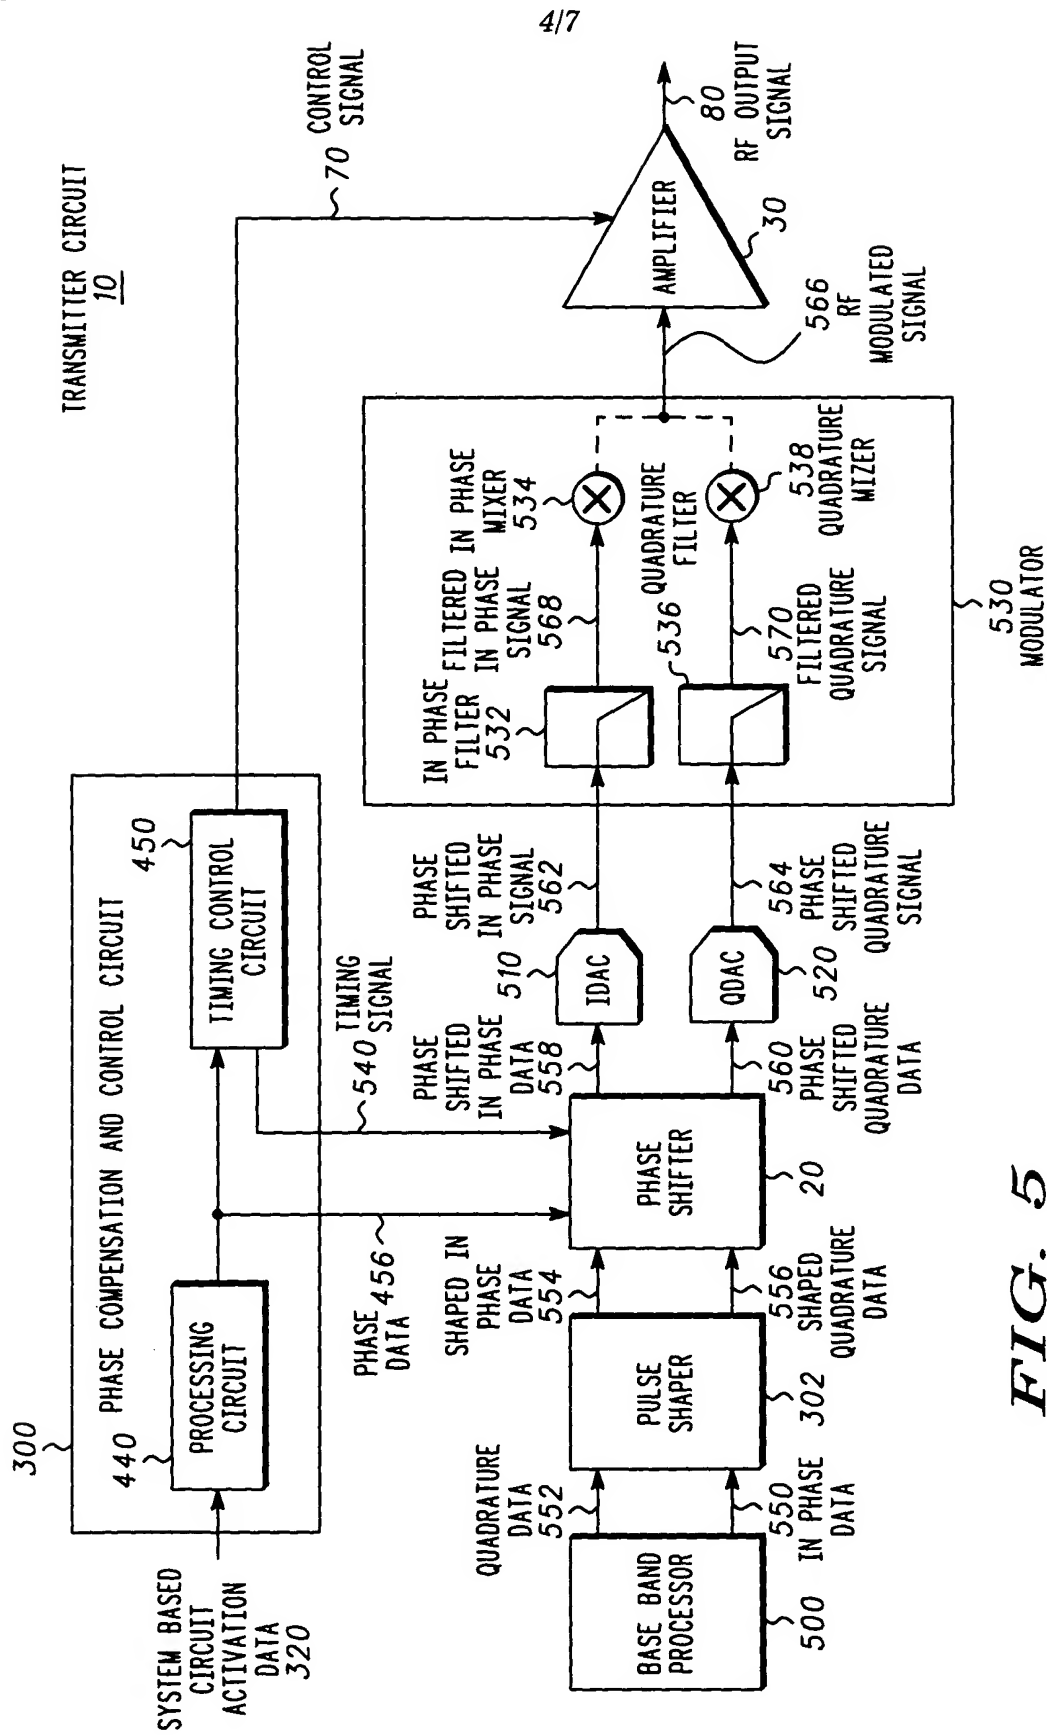 4/7
TRANSMITTER CIRCUIT
10
300
PHASE COMPENSATION AND CONTROL CIRCUIT
440
PROCESSING
CIRCUIT
450
TIMING CONTROL
CIRCUIT
70
CONTROL
SIGNAL
SYSTEM BASED
CIRCUIT
ACTIVATION
DATA
320
PHASE
DATA
456
540
TIMING
SIGNAL
QUADRATURE
DATA
552
SHAPED IN
PHASE
DATA
554
PHASE
SHIFTED
IN PHASE
DATA
558
510
PHASE
SHIFTED
IN PHASE
SIGNAL
562
IN PHASE
FILTER
532
FILTERED
IN PHASE
SIGNAL
568
IN PHASE
MIXER
534
BASE BAND
PROCESSOR
PULSE
SHAPER
PHASE
SHIFTER
IDAC
QDAC
536
QUADRATURE
FILTER
AMPLIFIER
80
RF OUTPUT
SIGNAL
500
550
IN PHASE
DATA
302
556
SHAPED
QUADRATURE
DATA
20
560
PHASE
SHIFTED
QUADRATURE
DATA
520
564
PHASE
SHIFTED
QUADRATURE
SIGNAL
570
FILTERED
QUADRATURE
SIGNAL
538
QUADRATURE
MIZER
30
566
RF
MODULATED
SIGNAL
530
MODULATOR
FIG. 5